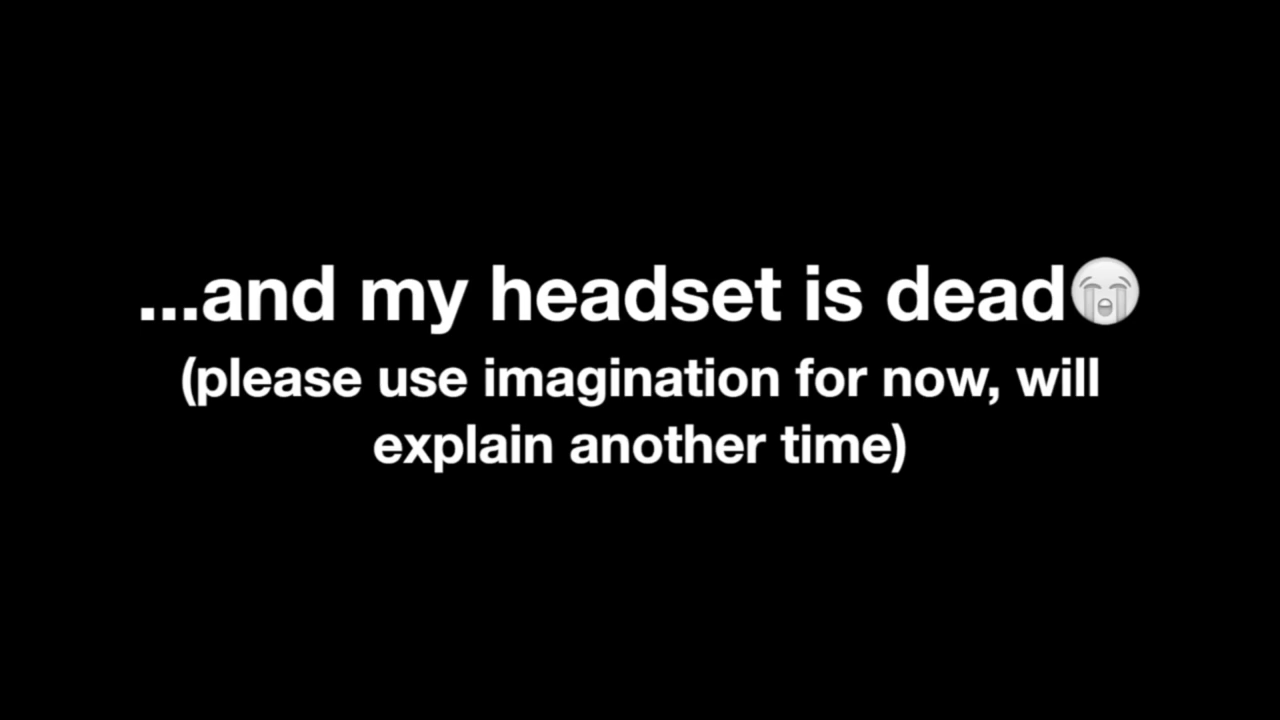 ...and my headset is dead😭
(please use imagination for now, will
explain another time)